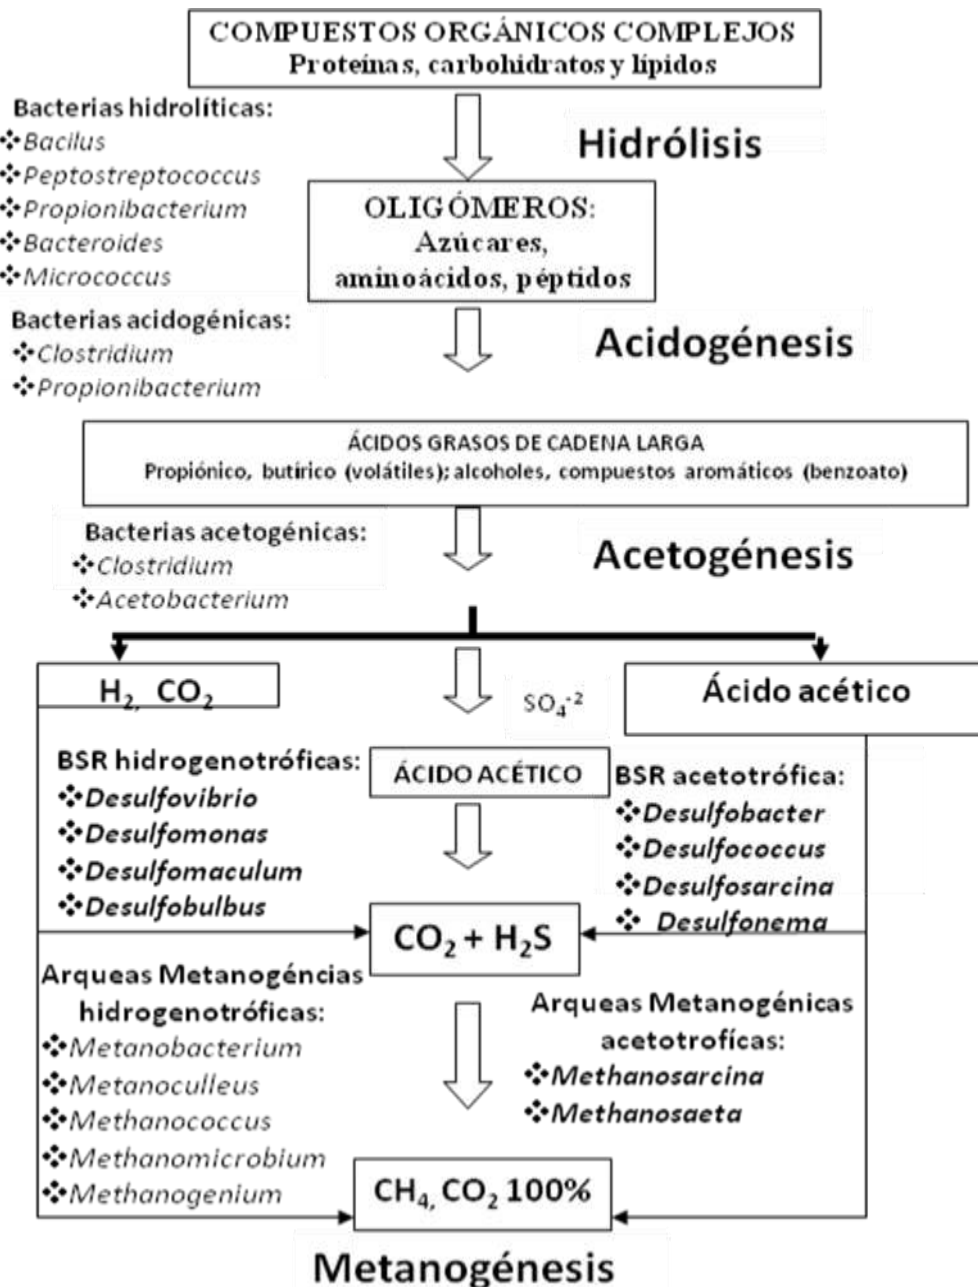 COMPUESTOS ORGÁNICOS COMPLEJOS
Proteínas, carbohidratos y lípidos
Bacterias hidrolíticas:
❖Bacilus
❖Peptostreptococcus
❖Propionibacterium
❖Bacteroides
❖Micrococcus
Hidrólisis
OLIGÓMEROS:
Azúcares,
aminoácidos, péptidos
Bacterias acidogénicas:
❖Clostridium
❖Propionibacterium
Acidogénesis
ÁCIDOS GRASOS DE CADENA LARGA
Propiónico, butírico (volátiles); alcoholes, compuestos aromáticos (benzoato)
Bacterias acetogénicas:
❖Clostridium
❖Acetobacterium
Acetogénesis
H₂, CO₂
SO₄⁻²
Ácido acético
BSR hidrogenotróficas:
❖Desulfovibrio
❖Desulfomonas
❖Desulfomaculum
❖Desulfobulbus
ÁCIDO ACÉTICO
BSR acetotrófica:
❖Desulfobacter
❖Desulfococcus
❖Desulfosarcina
❖ Desulfonema
CO₂ + H₂S
Arqueas Metanogéncias
hidrogenotróficas:
❖Metanobacterium
❖Metanoculleus
❖Methanococcus
❖Methanomicrobium
❖Methanogenium
Arqueas Metanogénicas
acetotrofícas:
❖Methanosarcina
❖Methanosaeta
CH₄, CO₂ 100%
Metanogénesis